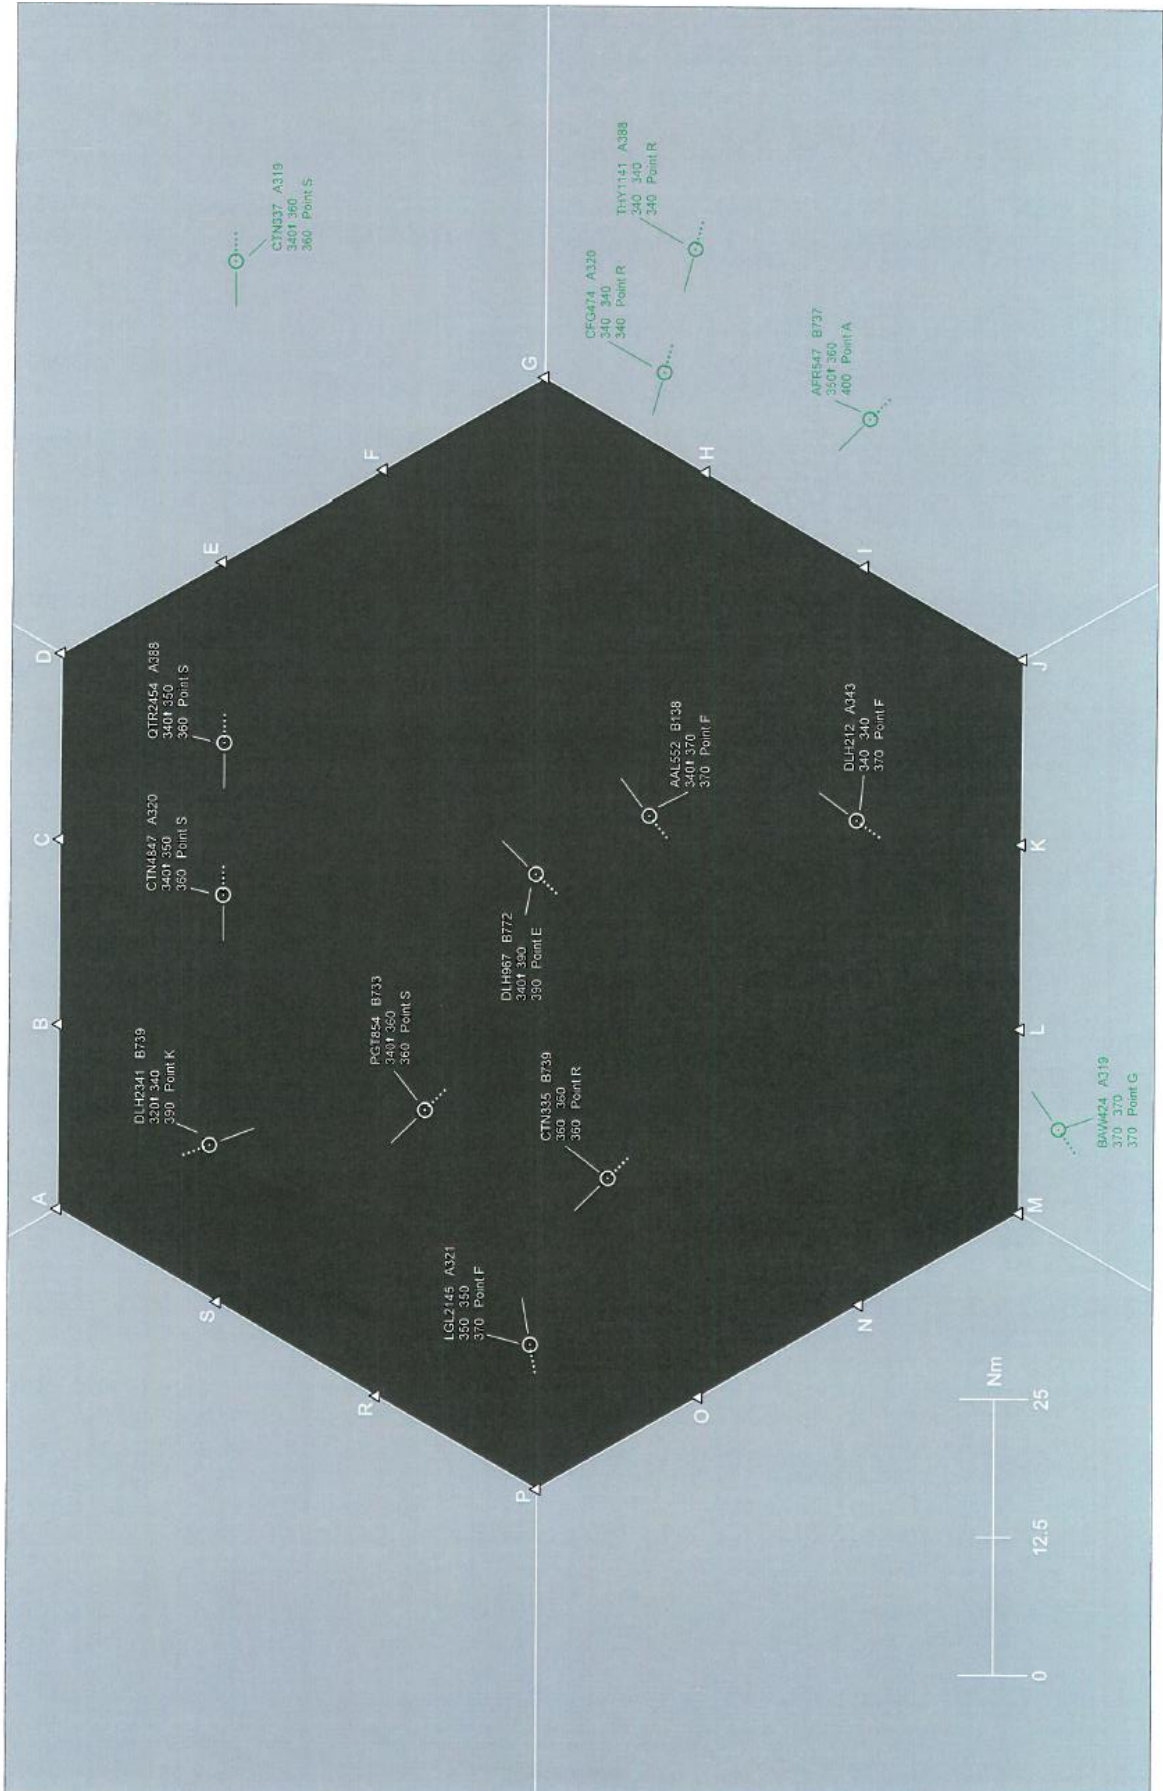 A
B
C
D
E
F
G
H
I
J
K
L
M
N
O
P
R
S
DLH2341 B739
320↑ 340
390 Point K
CTN4847 A320
340↑ 350
360 Point S
QTR2454 A388
340↑ 350
360 Point S
CTN337 A319
340↑ 360
360 Point S
PGT854 B733
340↑ 360
360 Point S
LGL2145 A321
350 350
370 Point F
CTN335 B739
360 360
360 Point R
DLH967 B772
340↑ 390
390 Point E
CFG474 A320
340 340
340 Point R
THY1141 A388
340 340
340 Point R
AAL552 B138
340↑ 370
370 Point F
DLH212 A343
340 340
370 Point F
AFR547 B737
350↑ 360
400 Point A
BAW424 A319
370 370
370 Point G
Nm
0 12.5 25